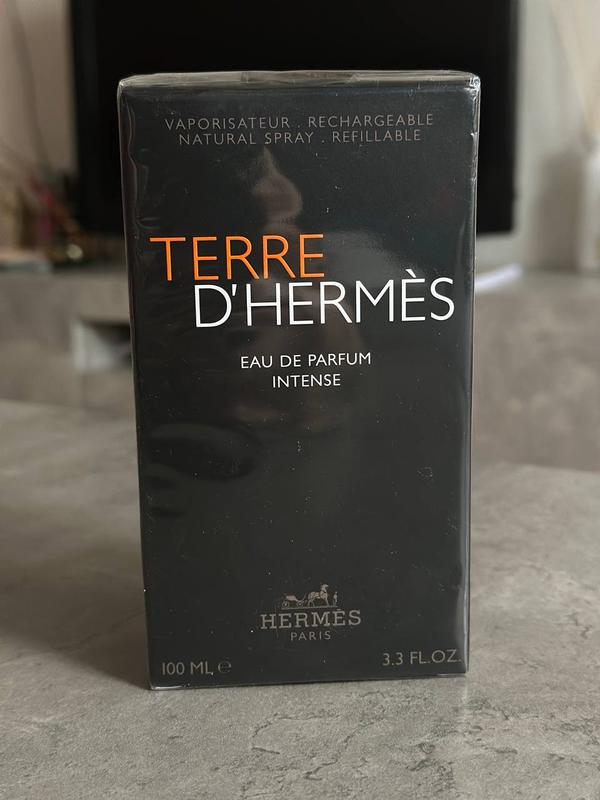 VAPORISATEUR . RECHARGEABLE
NATURAL SPRAY . REFILLABLE
TERRE
D'HERMÈS
EAU DE PARFUM
INTENSE
HERMÈS
PARIS
100 ML ℮
3.3 FL.OZ.